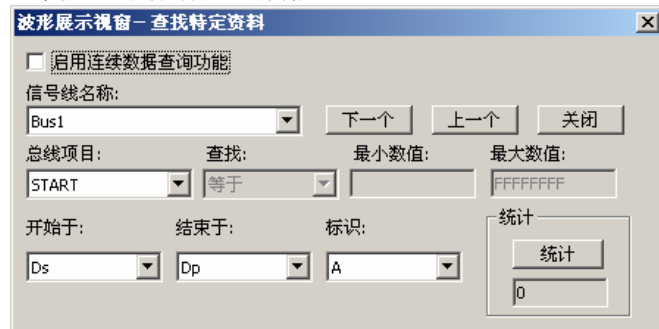 波形展示視窗－查找特定资料
启用连续数据查询功能
信号线名称:
Bus1 下一个 上一个 关闭
总线项目: 查找: 最小数值: 最大数值:
START 等于 FFFFFFFF
开始于: 结束于: 标识: 统计
Ds Dp A 统计
0